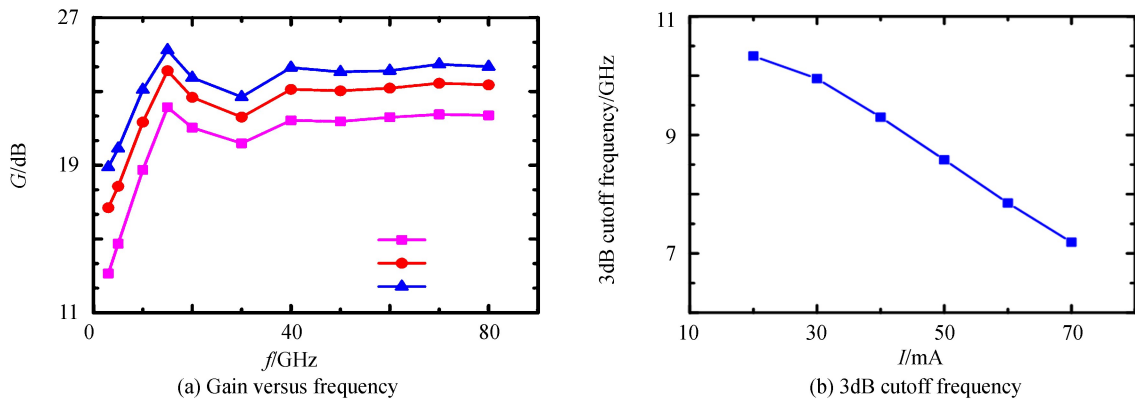 27
19
11
G/dB
0
40
40
80
f/GHz
(a) Gain versus frequency
11
9
7
3dB cutoff frequency/GHz
10
30
50
70
I/mA
(b) 3dB cutoff frequency